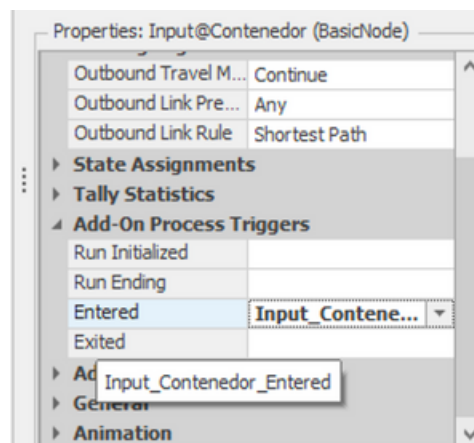 Properties: Input@Contenedor (BasicNode)
Outbound Travel M... Continue
Outbound Link Pre... Any
Outbound Link Rule Shortest Path
State Assignments
Tally Statistics
Add-On Process Triggers
Run Initialized
Run Ending
Entered Input_Contene...
Exited
Ad
Input_Contenedor_Entered
General
Animation